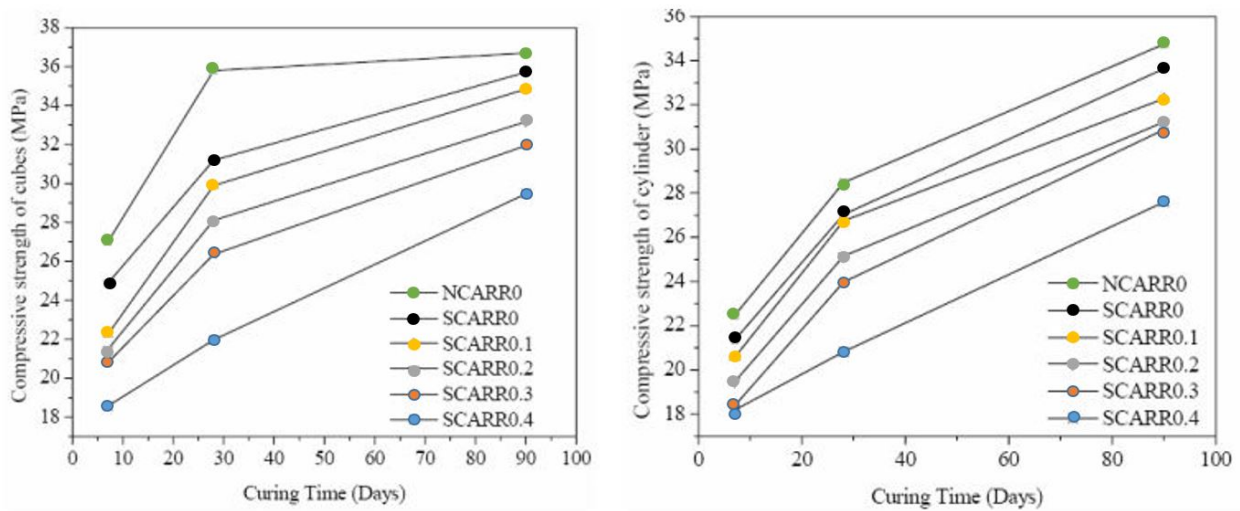 Compressive strength of cubes (MPa)
38
36
34
32
30
28
26
24
22
20
18
NCARR0
SCARR0
SCARR0.1
SCARR0.2
SCARR0.3
SCARR0.4
0 10 20 30 40 50 60 70 80 90 100
Curing Time (Days)
Compressive strength of cylinder (MPa)
36
34
32
30
28
26
24
22
20
18
NCARR0
SCARR0
SCARR0.1
SCARR0.2
SCARR0.3
SCARR0.4
0 20 40 60 80 100
Curing Time (Days)